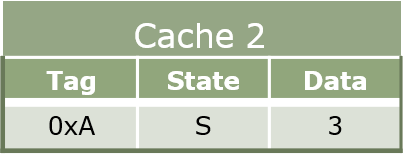 Cache 2
Tag State Data
0xA S 3